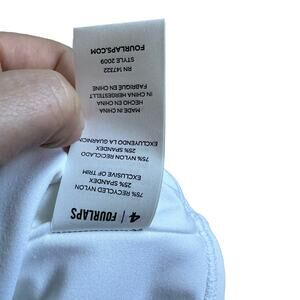 4 | FOURLAPS
75% RECYCLED NYLON
25% SPANDEX
EXCLUSIVE OF TRIM
75% NYLON RECICLADO
25% SPANDEX
EXCLUYENDO LA GUARNICIÓN
MADE IN CHINA
HECHO EN CHINA
IN CHINA HERGESTELLT
FABRIQUÉ EN CHINE
RN 147322
STYLE 2009
FOURLAPS.COM